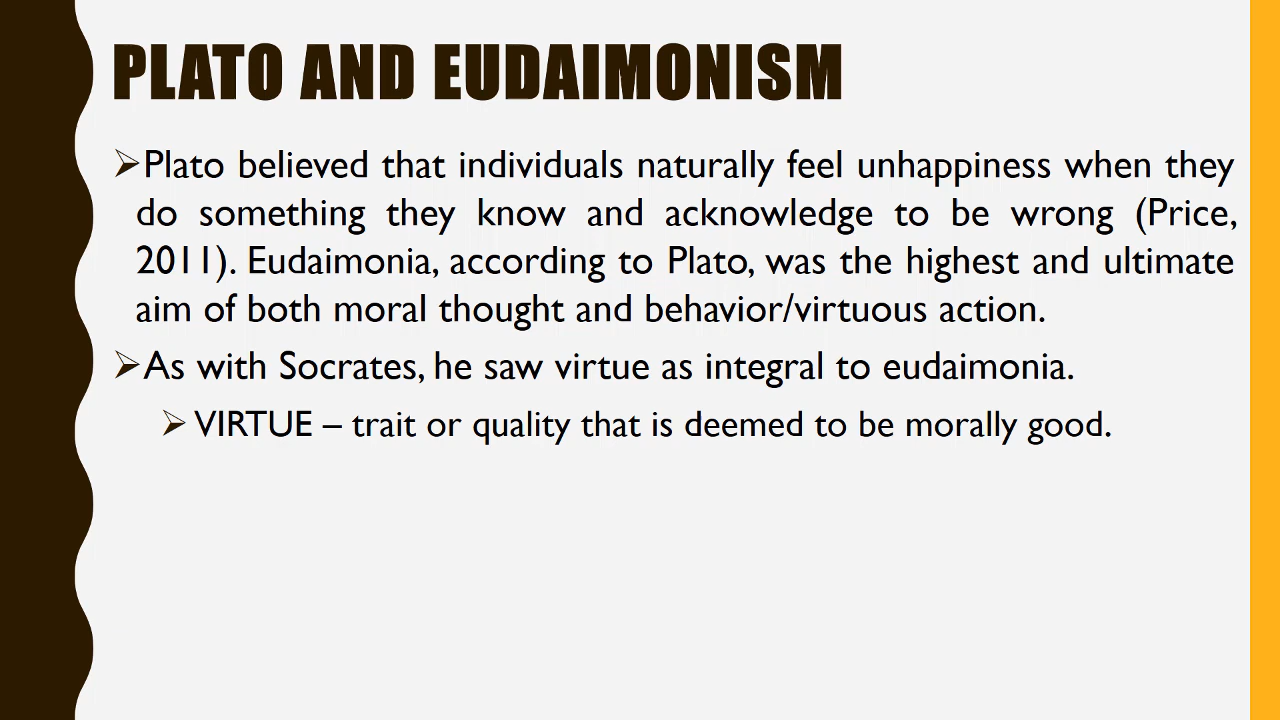 PLATO AND EUDAIMONISM
➢Plato believed that individuals naturally feel unhappiness when they
do something they know and acknowledge to be wrong (Price,
2011). Eudaimonia, according to Plato, was the highest and ultimate
aim of both moral thought and behavior/virtuous action.
➢As with Socrates, he saw virtue as integral to eudaimonia.
➢VIRTUE – trait or quality that is deemed to be morally good.